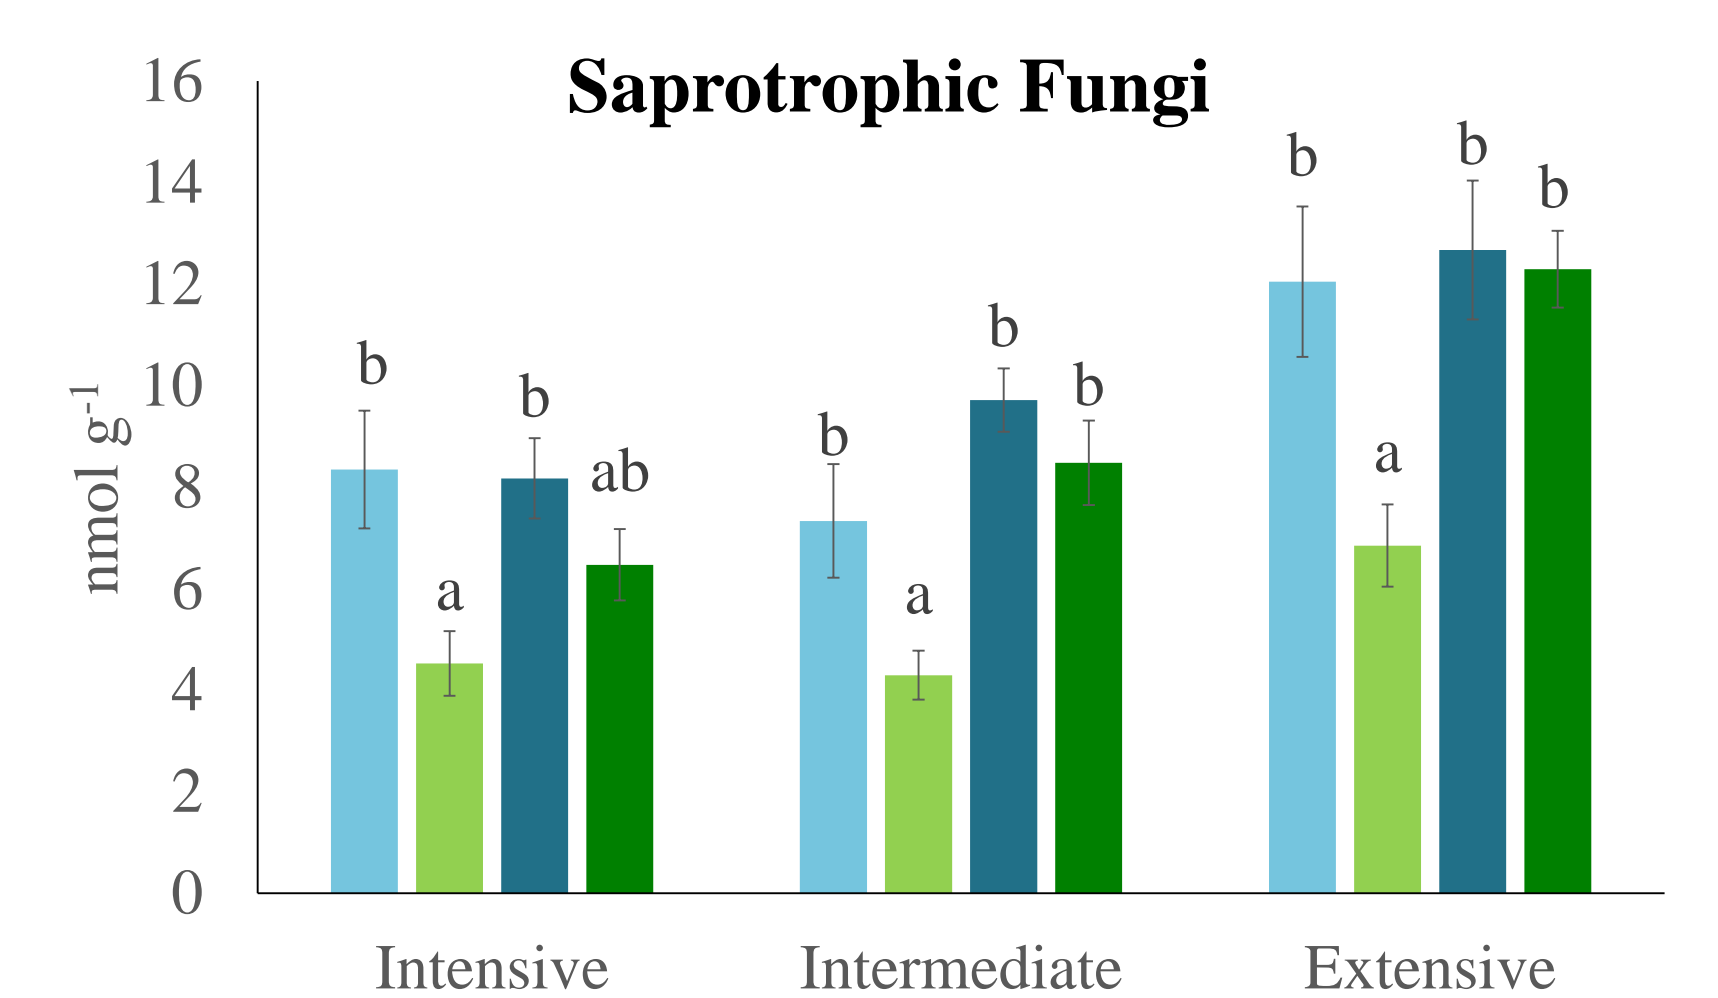 Saprotrophic Fungi
16
14
12
10
8
6
4
2
0
nmol g⁻¹
b
a
b
ab
b
a
b
b
b
a
b
b
Intensive
Intermediate
Extensive